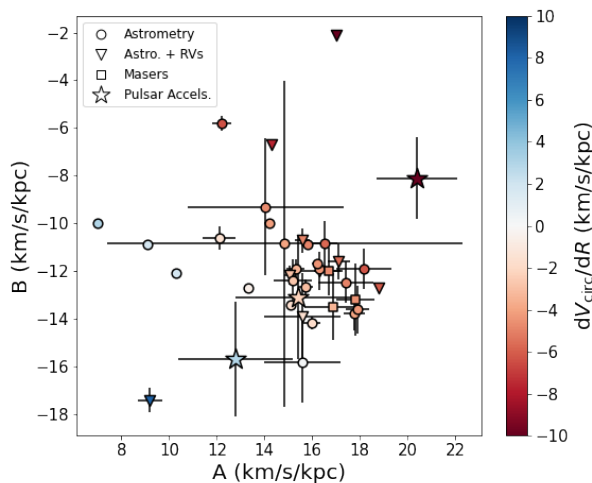 Astrometry
Astro. + RVs
Masers
Pulsar Accels.
−2
−4
−6
−8
−10
−12
−14
−16
−18
B (km/s/kpc)
8 10 12 14 16 18 20 22
A (km/s/kpc)
10
8
6
4
2
0
−2
−4
−6
−8
−10
dVcirc/dR (km/s/kpc)